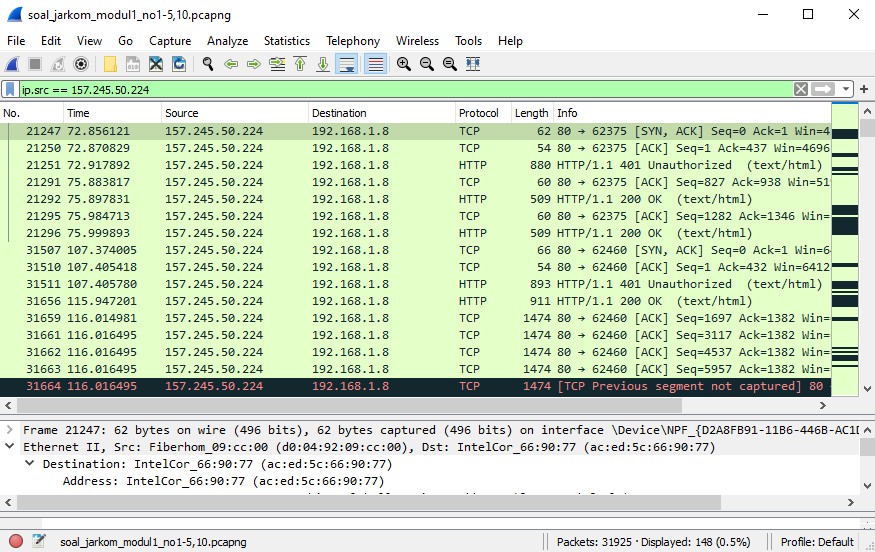 soal_jarkom_modul1_no1-5,10.pcapng
File Edit View Go Capture Analyze Statistics Telephony Wireless Tools Help
ip.src == 157.245.50.224
No. Time Source Destination Protocol Length Info
21247 72.856121 157.245.50.224 192.168.1.8 TCP 62 80 → 62375 [SYN, ACK] Seq=0 Ack=1 Win=4
21250 72.870829 157.245.50.224 192.168.1.8 TCP 54 80 → 62375 [ACK] Seq=1 Ack=437 Win=4696
21251 72.917892 157.245.50.224 192.168.1.8 HTTP 880 HTTP/1.1 401 Unauthorized (text/html)
21291 75.883817 157.245.50.224 192.168.1.8 TCP 60 80 → 62375 [ACK] Seq=827 Ack=938 Win=51
21292 75.897831 157.245.50.224 192.168.1.8 HTTP 509 HTTP/1.1 200 OK (text/html)
21295 75.984713 157.245.50.224 192.168.1.8 TCP 60 80 → 62375 [ACK] Seq=1282 Ack=1346 Win=
21296 75.999893 157.245.50.224 192.168.1.8 HTTP 509 HTTP/1.1 200 OK (text/html)
31507 107.374005 157.245.50.224 192.168.1.8 TCP 66 80 → 62460 [SYN, ACK] Seq=0 Ack=1 Win=6
31510 107.405418 157.245.50.224 192.168.1.8 TCP 54 80 → 62460 [ACK] Seq=1 Ack=432 Win=6412
31511 107.405780 157.245.50.224 192.168.1.8 HTTP 893 HTTP/1.1 401 Unauthorized (text/html)
31656 115.947201 157.245.50.224 192.168.1.8 HTTP 911 HTTP/1.1 200 OK (text/html)
31659 116.014981 157.245.50.224 192.168.1.8 TCP 1474 80 → 62460 [ACK] Seq=1697 Ack=1382 Win=
31661 116.016495 157.245.50.224 192.168.1.8 TCP 1474 80 → 62460 [ACK] Seq=3117 Ack=1382 Win=
31662 116.016495 157.245.50.224 192.168.1.8 TCP 1474 80 → 62460 [ACK] Seq=4537 Ack=1382 Win=
31663 116.016495 157.245.50.224 192.168.1.8 TCP 1474 80 → 62460 [ACK] Seq=5957 Ack=1382 Win=
31664 116.016495 157.245.50.224 192.168.1.8 TCP 1474 [TCP Previous segment not captured] 80
Frame 21247: 62 bytes on wire (496 bits), 62 bytes captured (496 bits) on interface \Device\NPF_{D2A8FB91-11B6-446B-AC1D
Ethernet II, Src: Fiberhom_09:cc:00 (d0:04:92:09:cc:00), Dst: IntelCor_66:90:77 (ac:ed:5c:66:90:77)
Destination: IntelCor_66:90:77 (ac:ed:5c:66:90:77)
Address: IntelCor_66:90:77 (ac:ed:5c:66:90:77)
soal_jarkom_modul1_no1-5,10.pcapng Packets: 31925 · Displayed: 148 (0.5%) Profile: Default